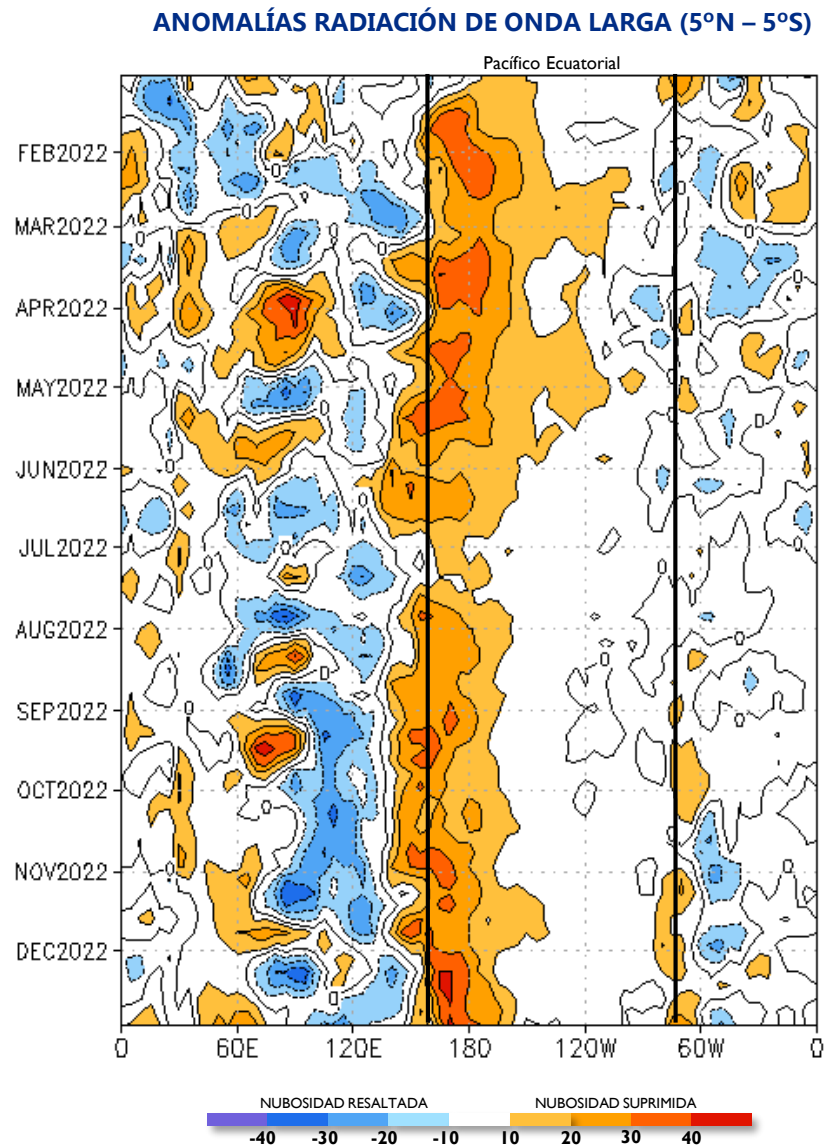 ANOMALÍAS RADIACIÓN DE ONDA LARGA (5ºN – 5ºS)
Pacífico Ecuatorial
FEB2022
MAR2022
APR2022
MAY2022
JUN2022
JUL2022
AUG2022
SEP2022
OCT2022
NOV2022
DEC2022
0 60E 120E 180 120W 60W 0
NUBOSIDAD RESALTADA NUBOSIDAD SUPRIMIDA
-40 -30 -20 -10 10 20 30 40